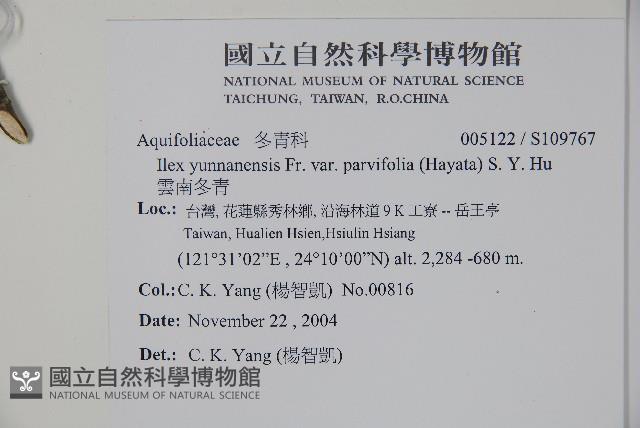 國立自然科學博物館
NATIONAL MUSEUM OF NATURAL SCIENCE
TAICHUNG, TAIWAN, R.O.CHINA
Aquifoliaceae 冬青科 005122 / S109767
Ilex yunnanensis Fr. var. parvifolia (Hayata) S. Y. Hu
雲南冬青
Loc.: 台灣, 花蓮縣秀林鄉, 沿海林道 9 K 工寮 -- 岳王亭
Taiwan, Hualien Hsien,Hsiulin Hsiang
(121°31’02”E , 24°10’00”N) alt. 2,284 -680 m.
Col.: C. K. Yang (楊智凱) No.00816
Date: November 22 , 2004
Det.: C. K. Yang (楊智凱)
國立自然科學博物館
NATIONAL MUSEUM OF NATURAL SCIENCE